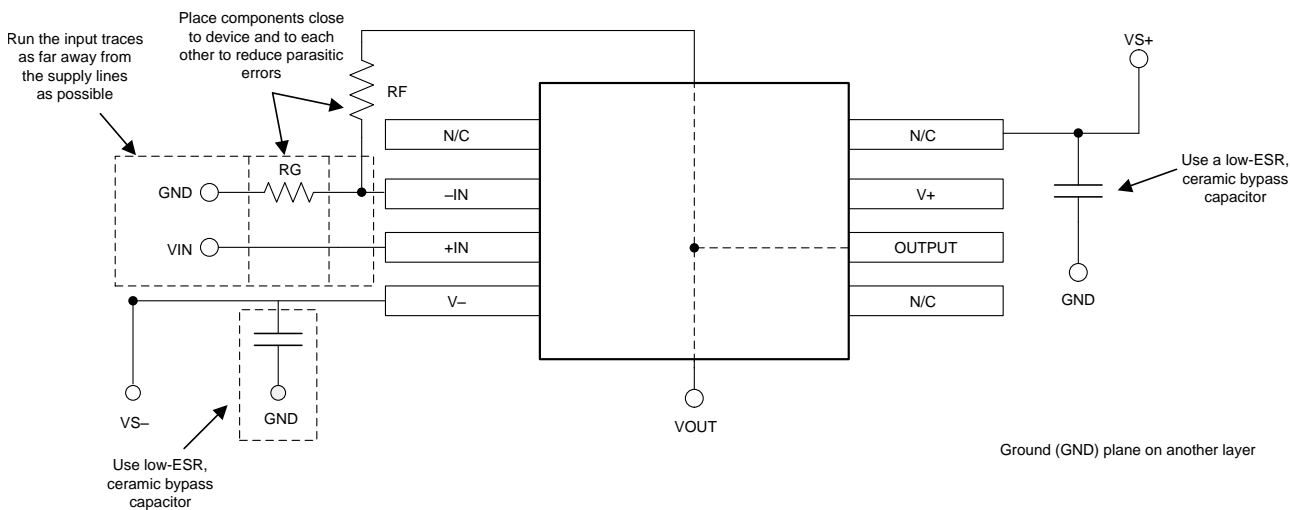 Place components close
to device and to each
other to reduce parasitic
errors
Run the input traces
as far away from
the supply lines
as possible
VS+
RF
N/C
N/C
Use a low-ESR,
ceramic bypass
capacitor
RG
GND
–IN
V+
VIN
+IN
OUTPUT
V–
N/C
GND
VS–
GND
VOUT
Use low-ESR,
ceramic bypass
capacitor
Ground (GND) plane on another layer